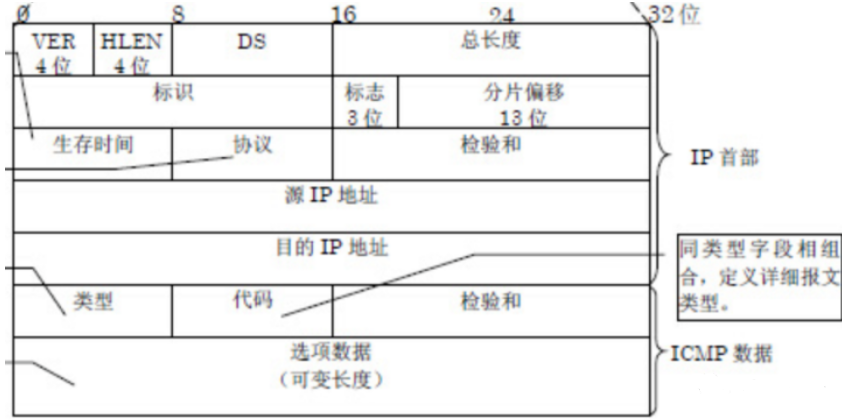 0 8 16 24 32位
VER HLEN DS 总长度
4位 4位
标识 标志 分片偏移
3位 13位
生存时间 协议 检验和
IP 首部
源 IP 地址
目的 IP 地址
同类型字段相组
合，定义详细报文
类型。
类型 代码 检验和
选项数据
（可变长度）
ICMP 数据